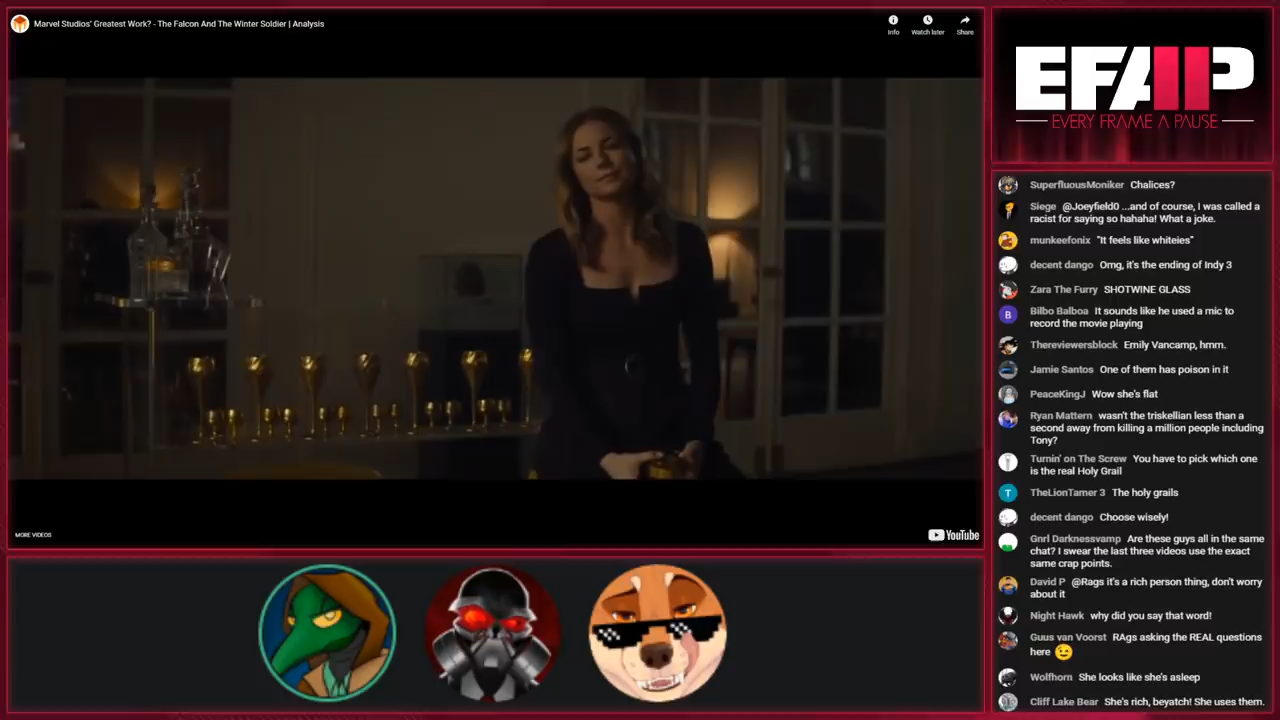 Marvel Studios' Greatest Work? - The Falcon And The Winter Soldier | Analysis
Info
Watch later
Share
MORE VIDEOS
YouTube
EFAP
EVERY FRAME A PAUSE
SuperfluousMoniker Chalices?
Siege @Joeyfield0 ...and of course, I was called a
racist for saying so hahaha! What a joke.
munkeefonix "It feels like whiteies"
decent dango Omg, it's the ending of Indy 3
Zara The Furry SHOTWINE GLASS
B
Bilbo Balboa It sounds like he used a mic to
record the movie playing
Thereviewersblock Emily Vancamp, hmm.
Jamie Santos One of them has poison in it
PeaceKingJ Wow she's flat
Ryan Mattern wasn't the triskellian less than a
second away from killing a million people including
Tony?
Turnin' on The Screw You have to pick which one
is the real Holy Grail
T
TheLionTamer 3 The holy grails
decent dango Choose wisely!
Gnrl Darknessvamp Are these guys all in the same
chat? I swear the last three videos use the exact
same crap points.
David P @Rags it's a rich person thing, don't worry
about it
Night Hawk why did you say that word!
Guus van Voorst RAgs asking the REAL questions
here 😉
Wolfhorn She looks like she's asleep
Cliff Lake Bear She's rich, beyatch! She uses them.